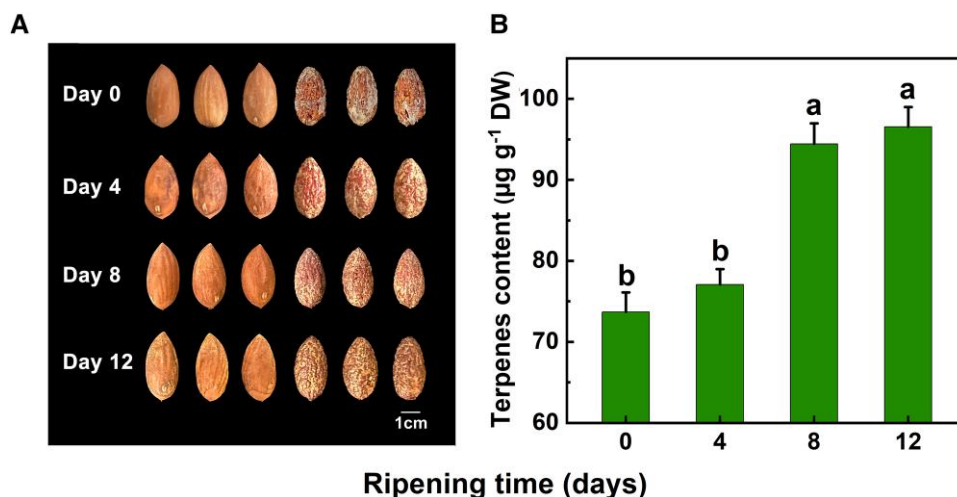 A
Day 0
Day 4
Day 8
Day 12
1cm
B
Terpenes content (μg g⁻¹ DW)
100
90
80
70
60
b
b
a
a
0 4 8 12
Ripening time (days)